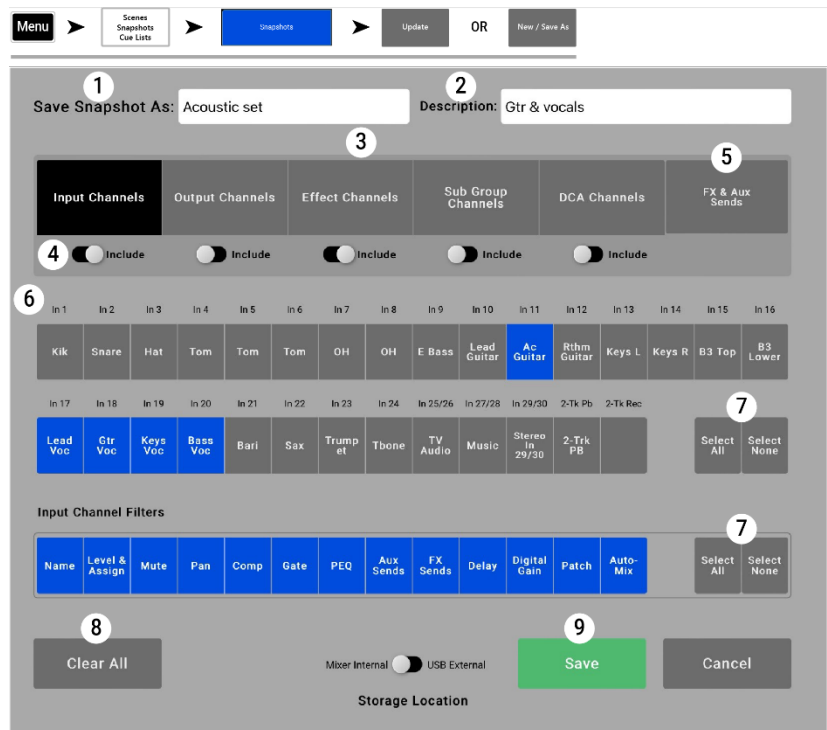 Menu
Scenes
Snapshots
Cue Lists
Snapshots
Update
OR
New / Save As
1
2
Save Snapshot As: Acoustic set
Description: Gtr & vocals
3
5
Input Channels
Output Channels
Effect Channels
Sub Group
Channels
DCA Channels
FX & Aux
Sends
4
Include
Include
Include
Include
Include
6
In 1 In 2 In 3 In 4 In 5 In 6 In 7 In 8 In 9 In 10 In 11 In 12 In 13 In 14 In 15 In 16
Kik
Snare
Hat
Tom
Tom
Tom
OH
OH
E Bass
Lead
Guitar
Ac
Guitar
Rthm
Guitar
Keys L
Keys R
B3 Top
B3
Lower
In 17 In 18 In 19 In 20 In 21 In 22 In 23 In 24 In 25/26 In 27/28 In 29/30 2-Tk Pb 2-Tk Rec
7
Lead
Voc
Gtr
Voc
Keys
Voc
Bass
Voc
Bari
Sax
Trump
et
Tbone
TV
Audio
Music
Stereo
In
29/30
2-Trk
PB
Select
All
Select
None
Input Channel Filters
7
Name
Level &
Assign
Mute
Pan
Comp
Gate
PEQ
Aux
Sends
FX
Sends
Delay
Digital
Gain
Patch
Auto-
Mix
Select
All
Select
None
8
9
Clear All
Mixer Internal
USB External
Save
Cancel
Storage Location